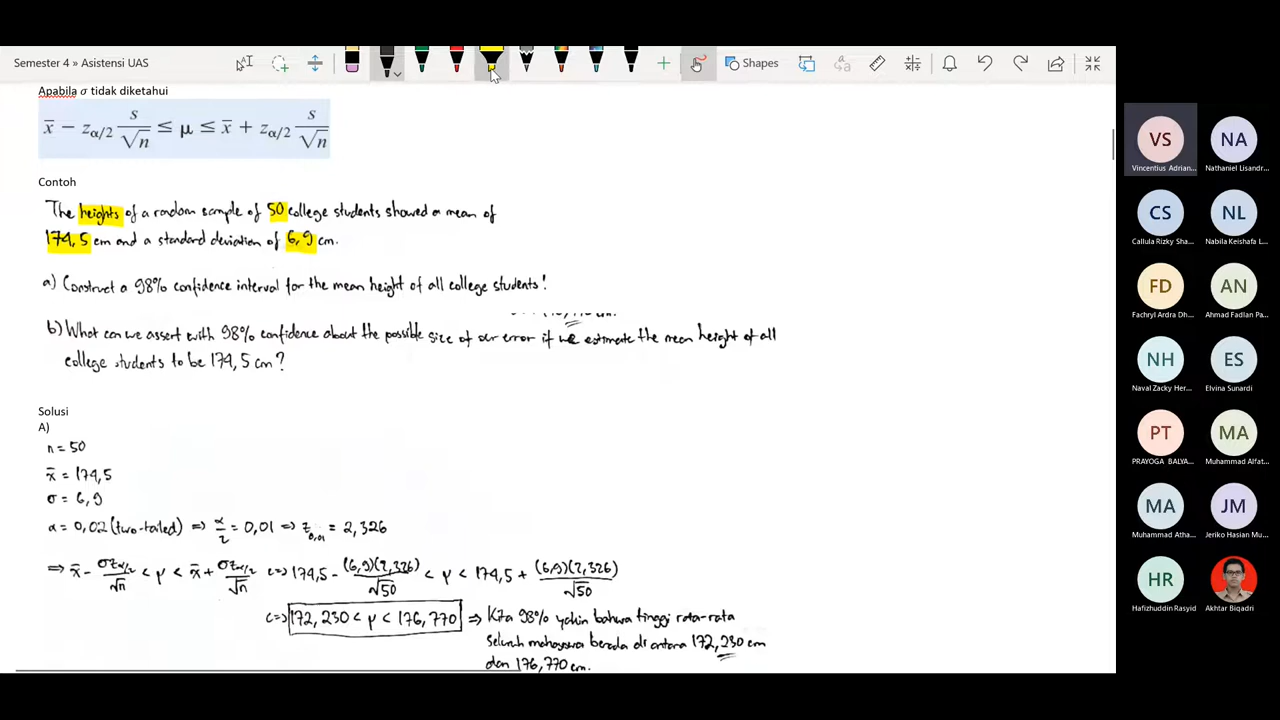 Semester 4 » Asistensi UAS
Shapes
Apabila σ tidak diketahui
x̄ − z_{α/2} s/√n ≤ μ ≤ x̄ + z_{α/2} s/√n
Contoh
The heights of a random sample of 50 college students showed a mean of
174,5 cm and a standard deviation of 6,9 cm.
a) Construct a 98% confidence interval for the mean height of all college students!
b) What can we assert with 98% confidence about the possible size of our error if we estimate the mean height of all
college students to be 174,5 cm?
Solusi
A)
n = 50
x̄ = 174,5
σ = 6,9
α = 0,02 (two-tailed) ⇒ α/2 = 0,01 ⇒ z_{0,01} = 2,326
⇒ x̄ − σz_{α/2}/√n < μ < x̄ + σz_{α/2}/√n ⇔ 174,5 − (6,9)(2,326)/√50 < μ < 174,5 + (6,9)(2,326)/√50
⇔ 172,230 < μ < 176,770 ⇒ Kita 98% yakin bahwa tinggi rata-rata
seluruh mahasiswa berada di antara 172,230 cm
dan 176,770 cm.
VS
Vincentius Adrian...
NA
Nathaniel Lisandr...
CS
Callula Rizky Sha...
NL
Nabila Keishafa L...
FD
Fachryl Ardra Dh...
AN
Ahmad Fadlan Pa...
NH
Naval Zacky Her...
ES
Elvina Sunardi
PT
PRAYOGA BALYA...
MA
Muhammad Alfat...
MA
Muhammad Atha...
JM
Jeriko Hasian Mu...
HR
Hafizhuddin Rasyid
Akhtar Biqadri